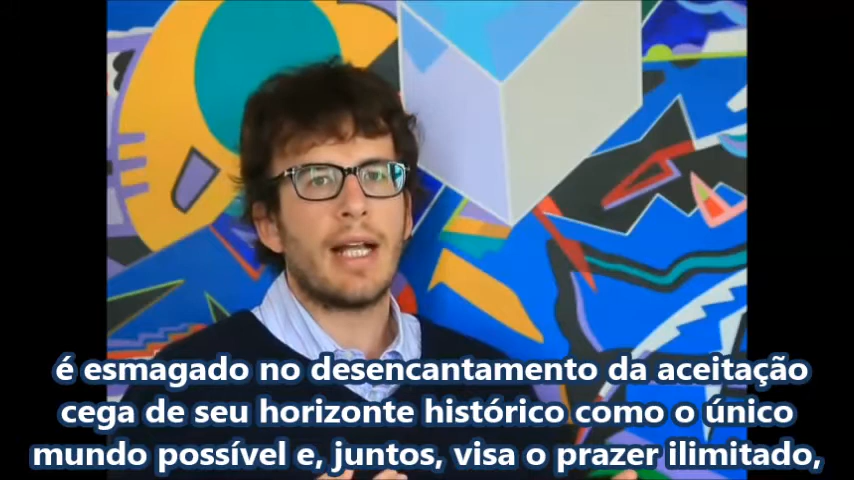 é esmagado no desencantamento da aceitação
cega de seu horizonte histórico como o único
mundo possível e, juntos, visa o prazer ilimitado,